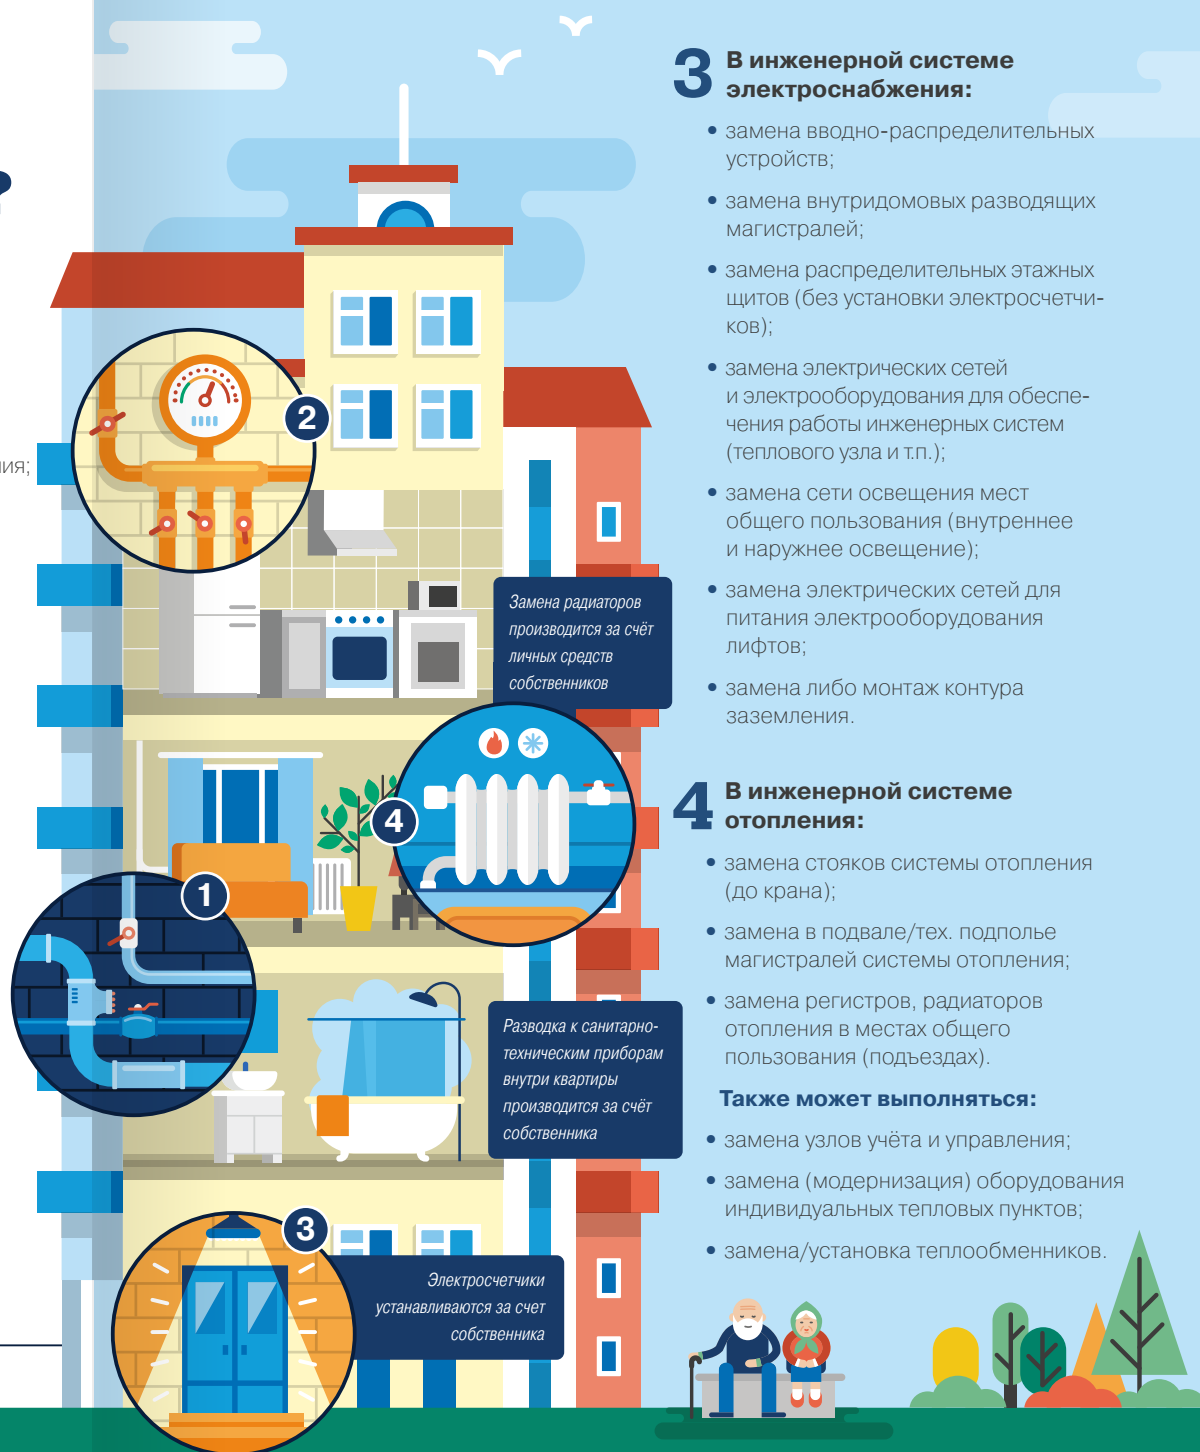 ?
ния;
2
4
1
3
Замена радиаторов
производится за счёт
личных средств
собственников
Разводка к санитарно-
техническим приборам
внутри квартиры
производится за счёт
собственника
Электросчетчики
устанавливаются за счет
собственника
3 В инженерной системе
электроснабжения:
• замена вводно-распределительных
устройств;
• замена внутридомовых разводящих
магистралей;
• замена распределительных этажных
щитов (без установки электросчетчи-
ков);
• замена электрических сетей
и электрооборудования для обеспе-
чения работы инженерных систем
(теплового узла и т.п.);
• замена сети освещения мест
общего пользования (внутреннее
и наружнее освещение);
• замена электрических сетей для
питания электрооборудования
лифтов;
• замена либо монтаж контура
заземления.
4 В инженерной системе
отопления:
• замена стояков системы отопления
(до крана);
• замена в подвале/тех. подполье
магистралей системы отопления;
• замена регистров, радиаторов
отопления в местах общего
пользования (подъездах).
Также может выполняться:
• замена узлов учёта и управления;
• замена (модернизация) оборудования
индивидуальных тепловых пунктов;
• замена/установка теплообменников.